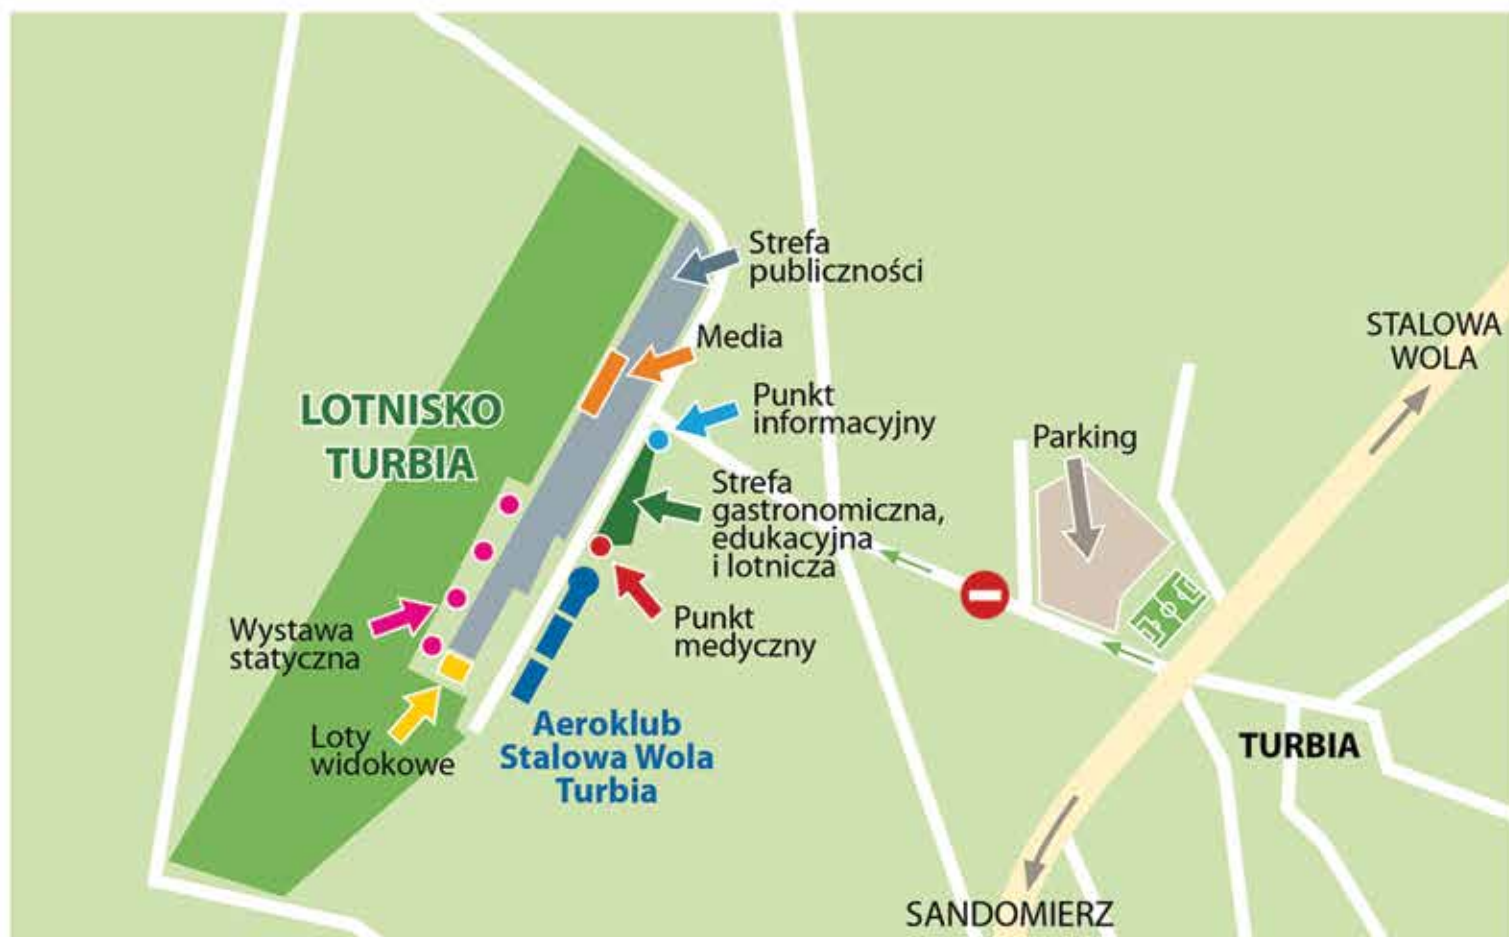 Strefa
publiczności
STALOWA
WOLA
Media
LOTNISKO
TURBIA
Punkt
informacyjny
Parking
Strefa
gastronomiczna,
edukacyjna
i lotnicza
Wystawa
statyczna
Punkt
medyczny
Loty
widokowe
Aeroklub
Stalowa Wola
Turbia
TURBIA
SANDOMIERZ